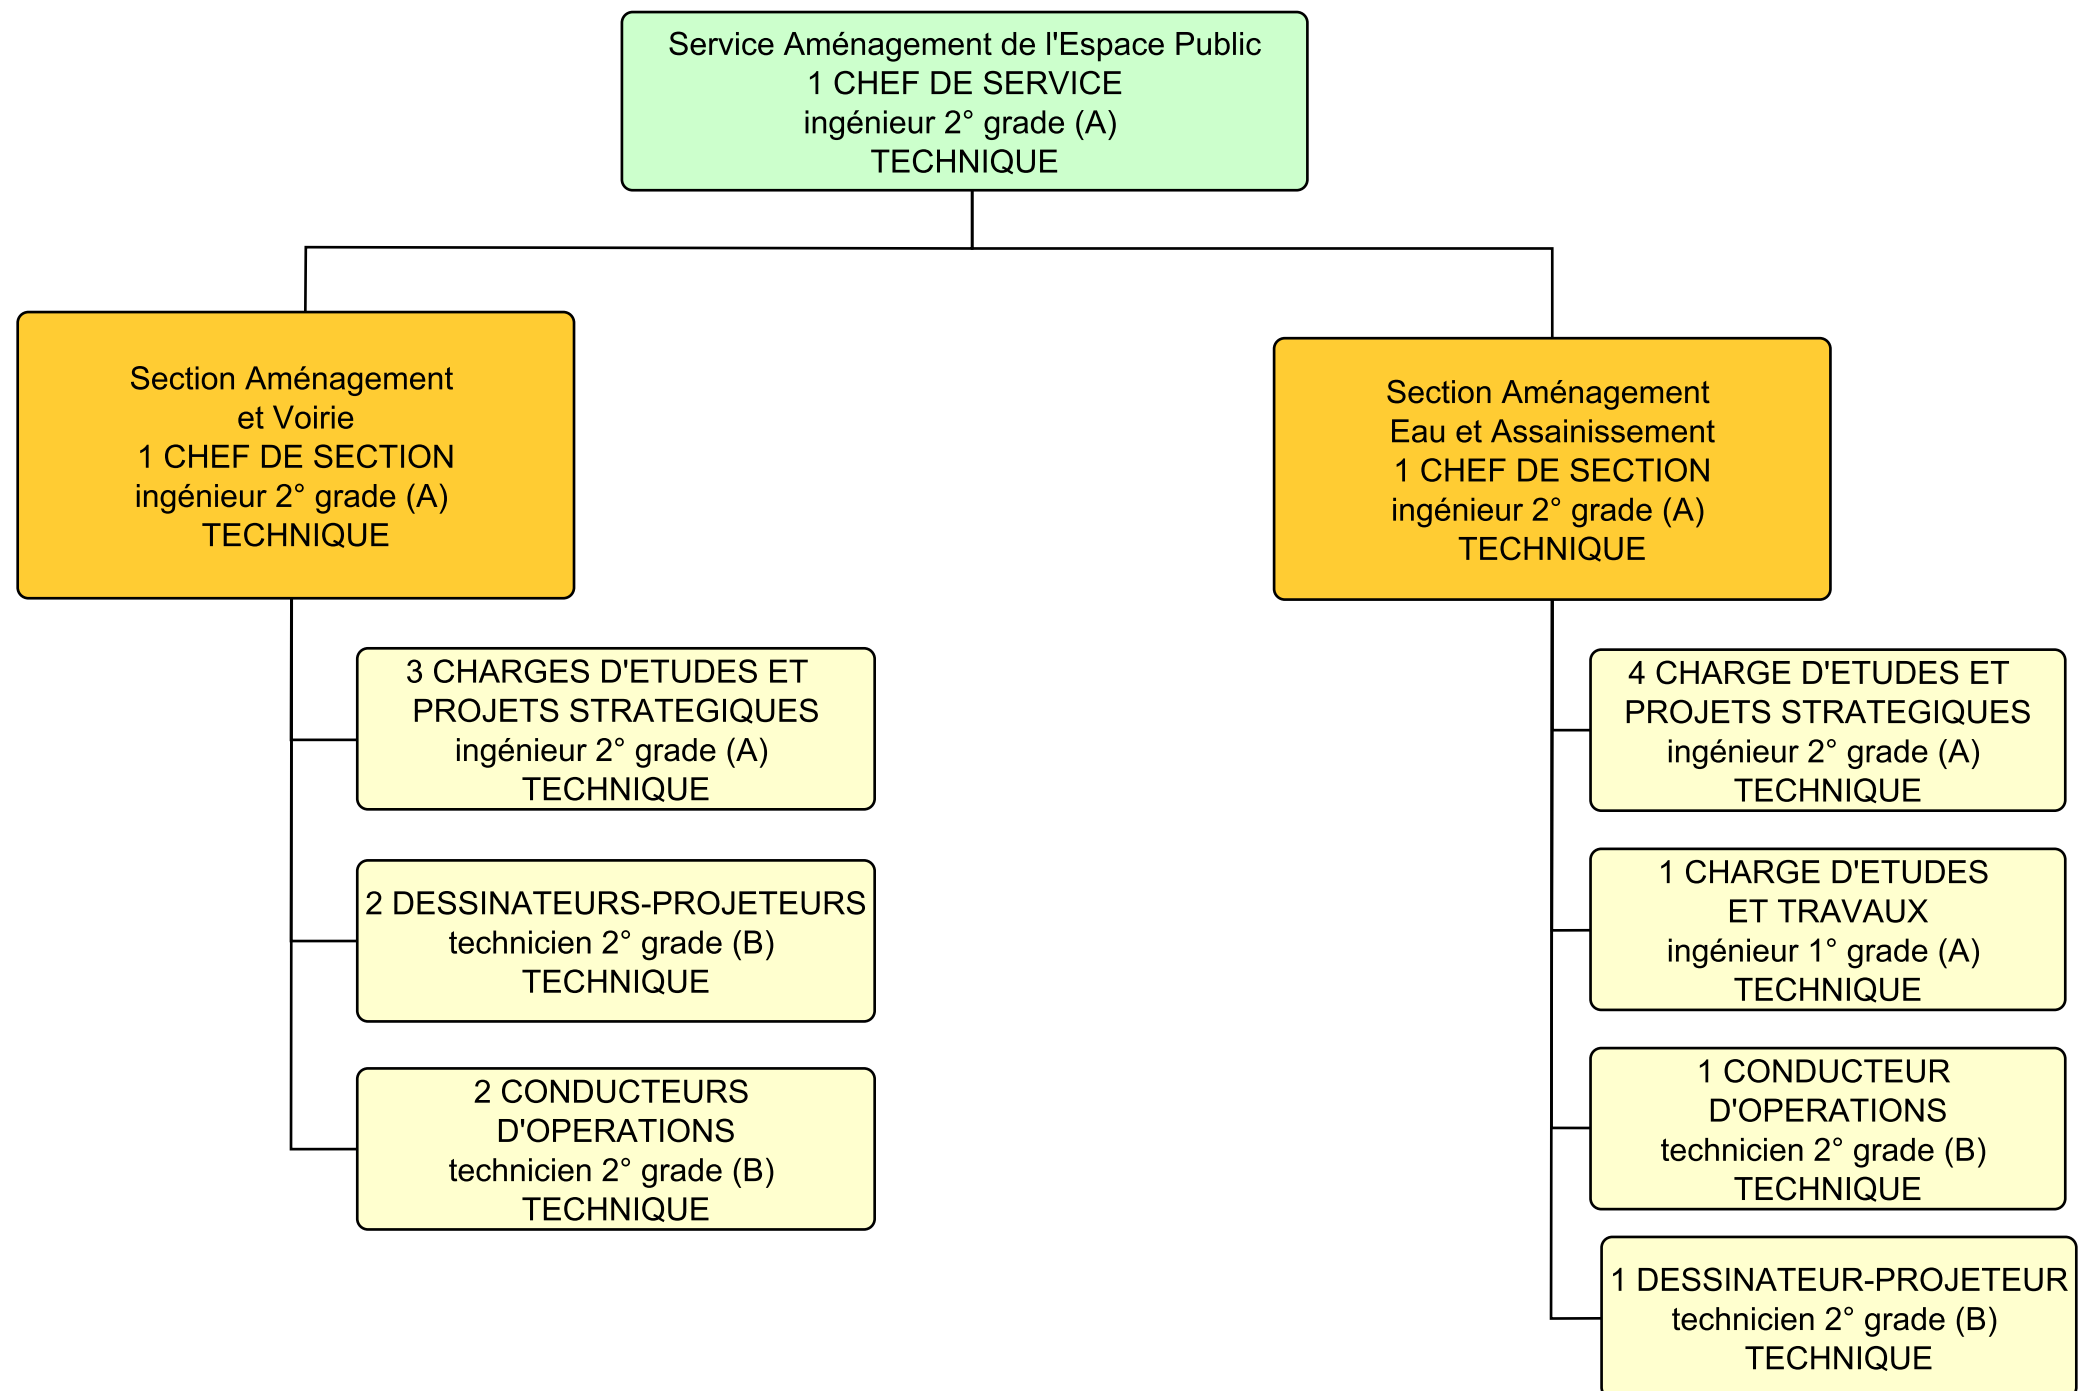 Service Aménagement de l'Espace Public
1 CHEF DE SERVICE
ingénieur 2° grade (A)
TECHNIQUE
Section Aménagement
et Voirie
1 CHEF DE SECTION
ingénieur 2° grade (A)
TECHNIQUE
3 CHARGES D'ETUDES ET
PROJETS STRATEGIQUES
ingénieur 2° grade (A)
TECHNIQUE
2 DESSINATEURS-PROJETEURS
technicien 2° grade (B)
TECHNIQUE
2 CONDUCTEURS
D'OPERATIONS
technicien 2° grade (B)
TECHNIQUE
Section Aménagement
Eau et Assainissement
1 CHEF DE SECTION
ingénieur 2° grade (A)
TECHNIQUE
4 CHARGE D'ETUDES ET
PROJETS STRATEGIQUES
ingénieur 2° grade (A)
TECHNIQUE
1 CHARGE D'ETUDES
ET TRAVAUX
ingénieur 1° grade (A)
TECHNIQUE
1 CONDUCTEUR
D'OPERATIONS
technicien 2° grade (B)
TECHNIQUE
1 DESSINATEUR-PROJETEUR
technicien 2° grade (B)
TECHNIQUE